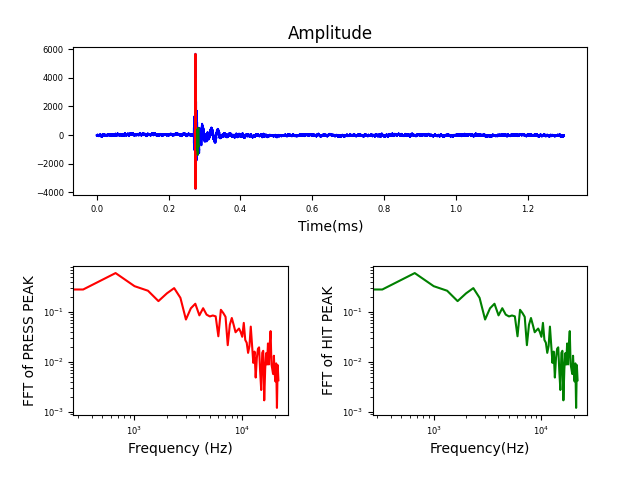 Amplitude
6000
4000
2000
0
−2000
−4000
0.0 0.2 0.4 0.6 0.8 1.0 1.2
Time(ms)
FFT of PRESS PEAK
10⁻¹
10⁻²
10⁻³
10³ 10⁴
Frequency (Hz)
FFT of HIT PEAK
10⁻¹
10⁻²
10⁻³
10³ 10⁴
Frequency(Hz)